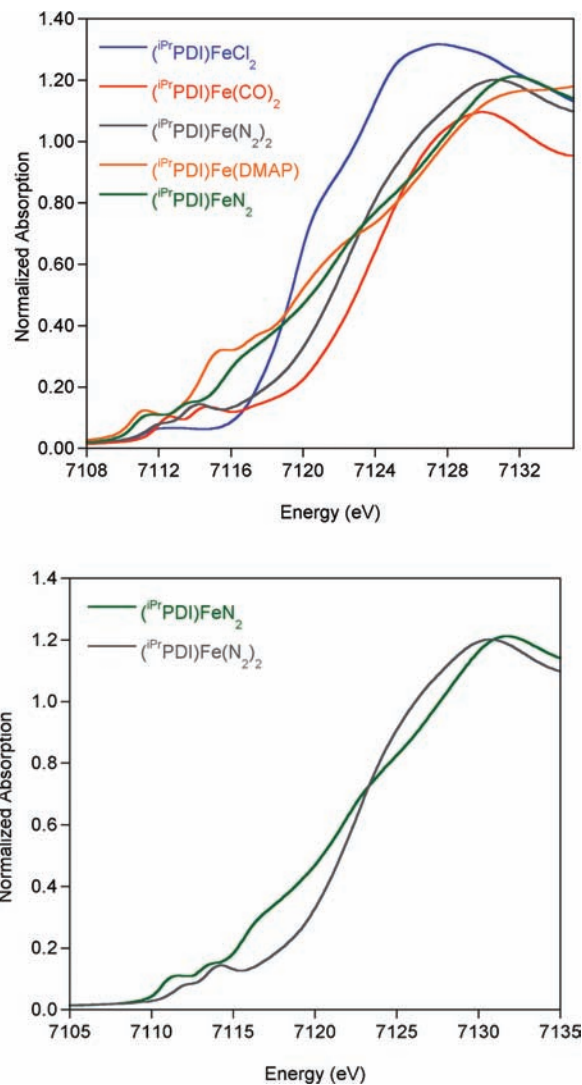 1.40
1.20
1.00
0.80
0.60
0.40
0.20
0.00
Normalized Absorption
(ⁱᴾʳPDI)FeCl₂
(ⁱᴾʳPDI)Fe(CO)₂
(ⁱᴾʳPDI)Fe(N₂)₂
(ⁱᴾʳPDI)Fe(DMAP)
(ⁱᴾʳPDI)FeN₂
7108 7112 7116 7120 7124 7128 7132
Energy (eV)
1.4
1.2
1.0
0.8
0.6
0.4
0.2
0.0
Normalized Absorption
(ⁱᴾʳPDI)FeN₂
(ⁱᴾʳPDI)Fe(N₂)₂
7105 7110 7115 7120 7125 7130 7135
Energy (eV)